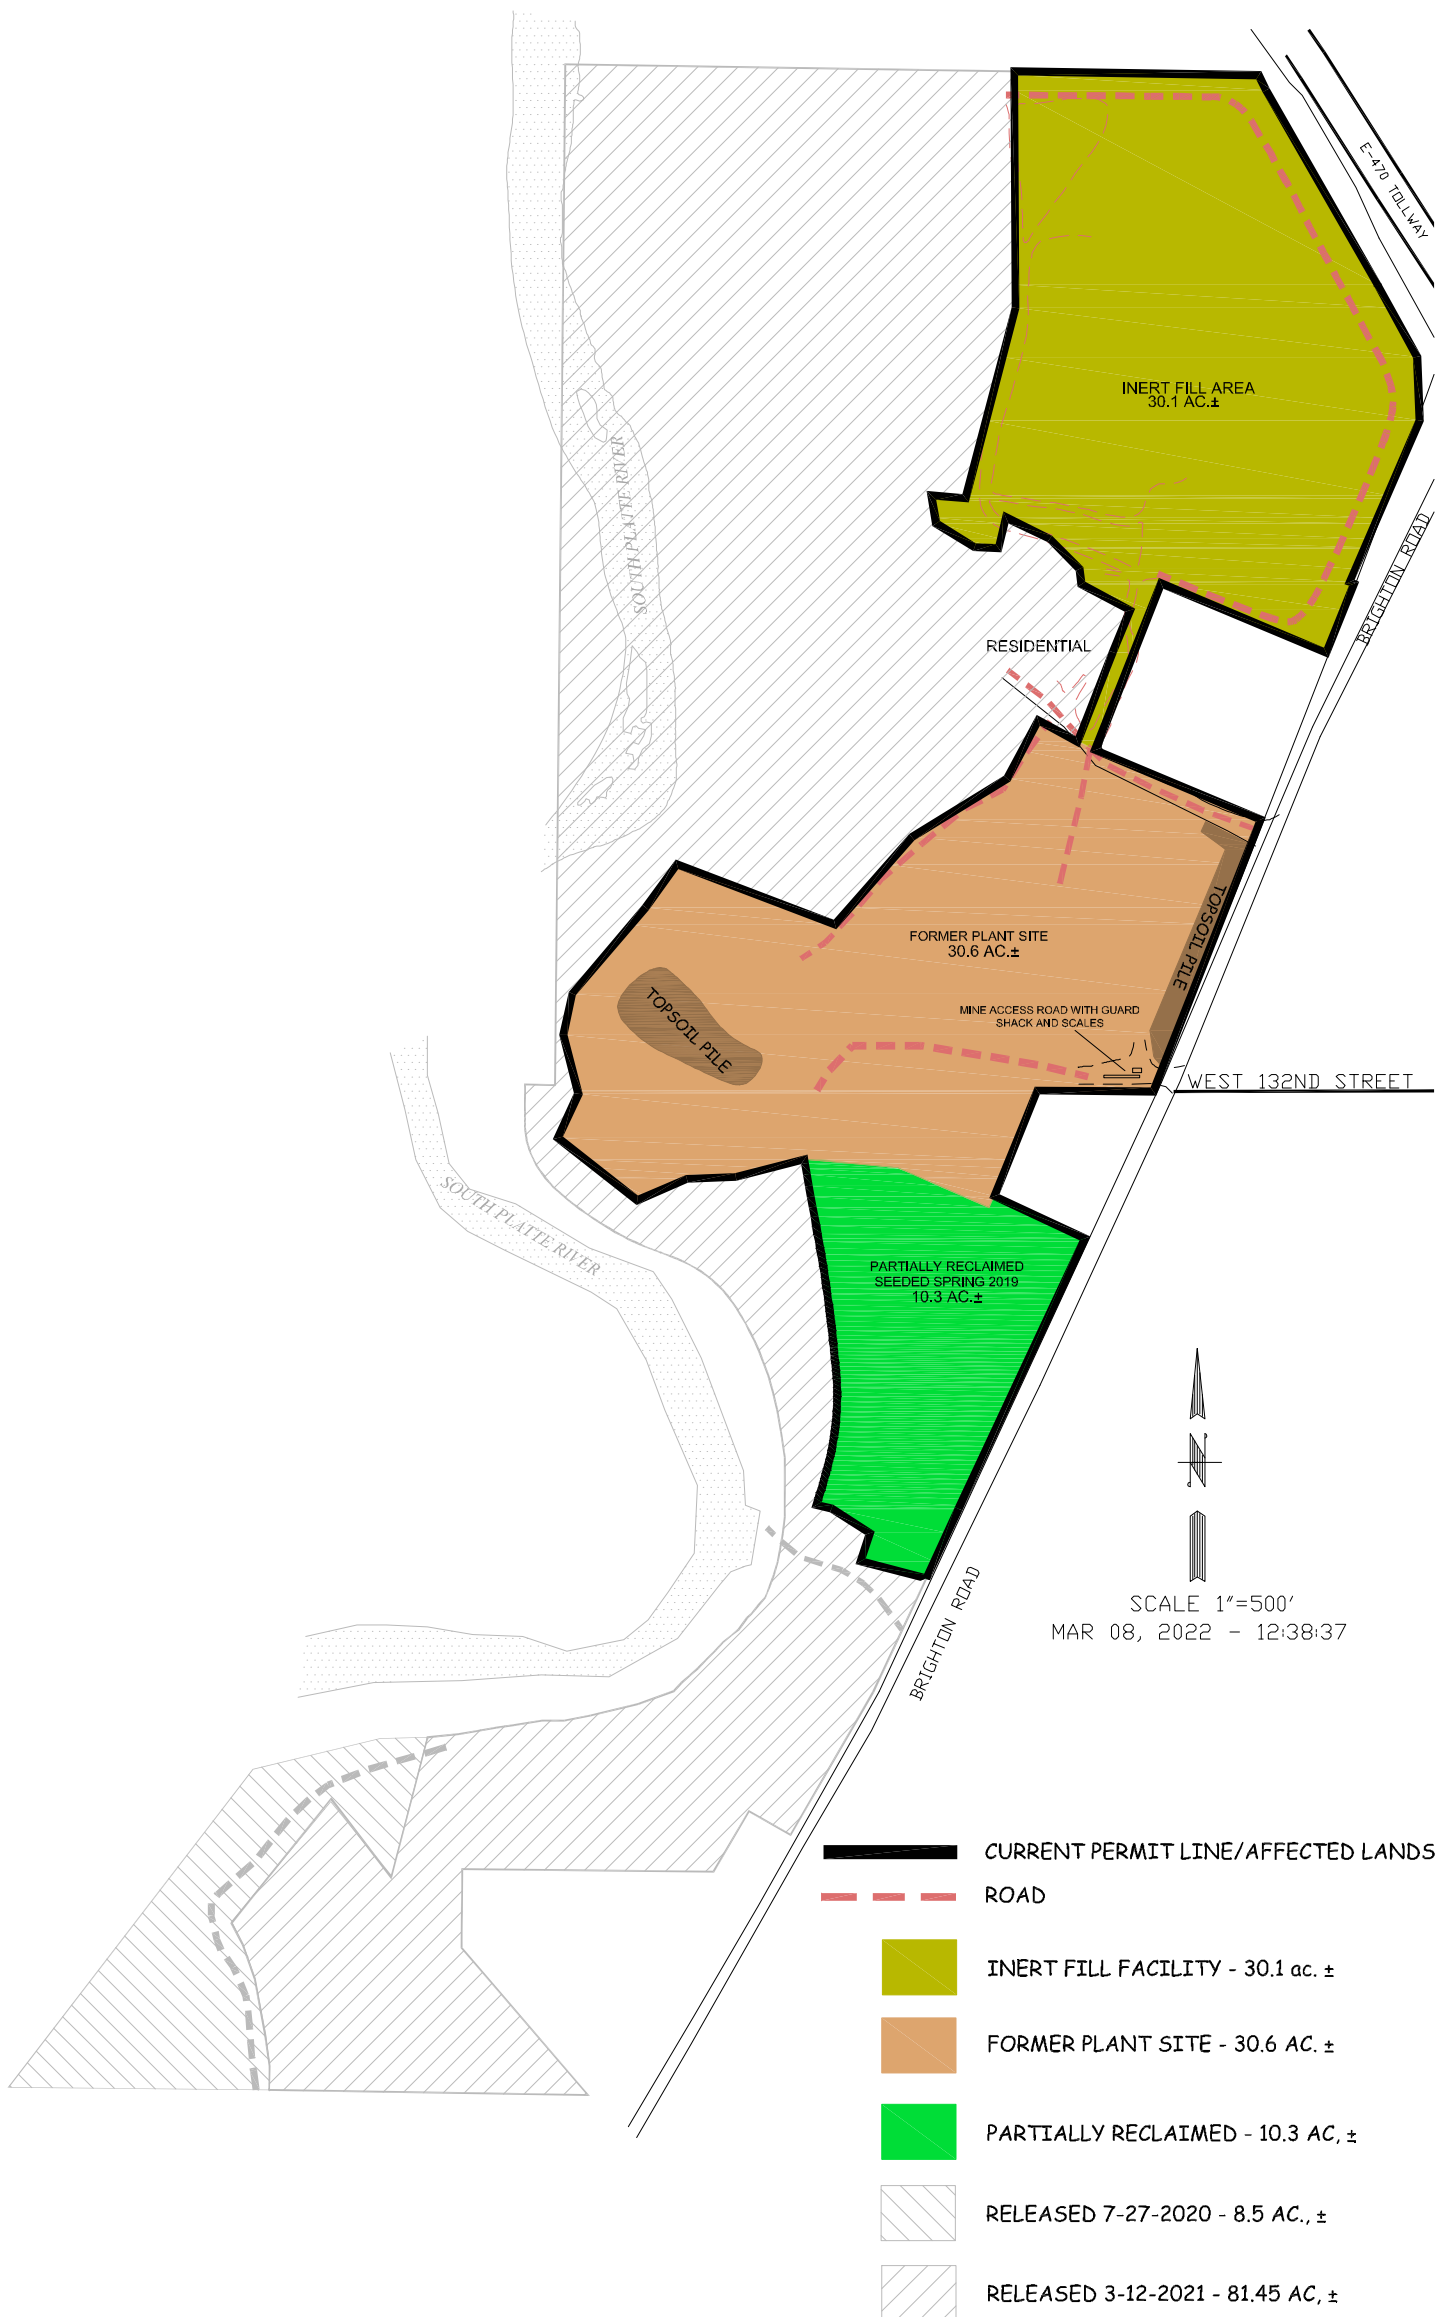 E-470 TOLLWAY
INERT FILL AREA
30.1 AC.±
SOUTH PLATTE RIVER
BRIGHTON ROAD
RESIDENTIAL
TOPSOIL PILE
FORMER PLANT SITE
30.6 AC.±
TOPSOIL PILE
MINE ACCESS ROAD WITH GUARD
SHACK AND SCALES
WEST 132ND STREET
SOUTH PLATTE RIVER
PARTIALLY RECLAIMED
SEEDED SPRING 2019
10.3 AC.±
N
SCALE 1"=500'
MAR 08, 2022 - 12:38:37
BRIGHTON ROAD
CURRENT PERMIT LINE/AFFECTED LANDS
ROAD
INERT FILL FACILITY - 30.1 ac. ±
FORMER PLANT SITE - 30.6 AC. ±
PARTIALLY RECLAIMED - 10.3 AC, ±
RELEASED 7-27-2020 - 8.5 AC., ±
RELEASED 3-12-2021 - 81.45 AC, ±